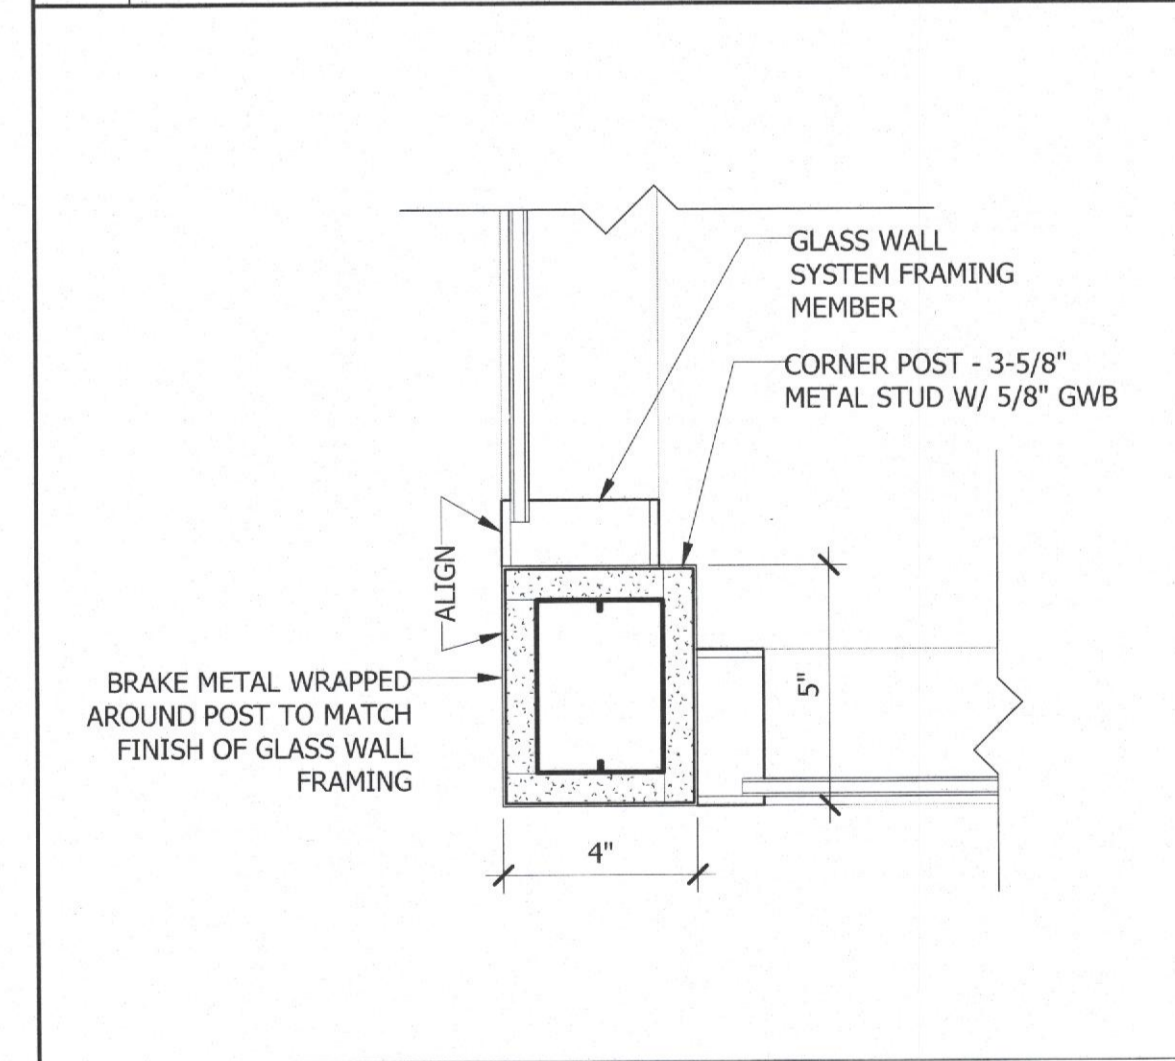 GLASS WALL
SYSTEM FRAMING
MEMBER
CORNER POST - 3-5/8"
METAL STUD W/ 5/8" GWB
ALIGN
BRAKE METAL WRAPPED
AROUND POST TO MATCH
FINISH OF GLASS WALL
FRAMING
5"
4"